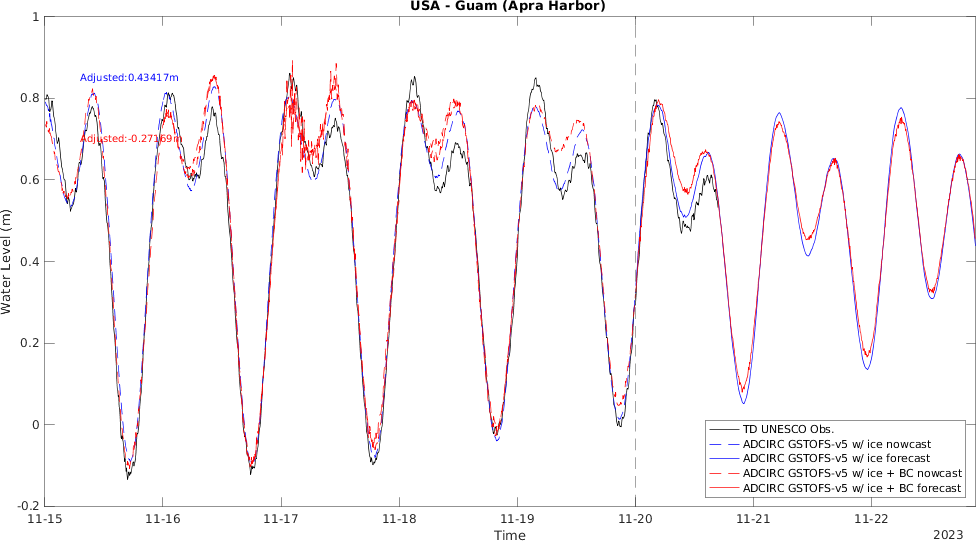 USA - Guam (Apra Harbor)
1
0.8
0.6
0.4
0.2
0
-0.2
Water Level (m)
Adjusted:0.43417m
Adjusted:-0.27169m
11-15 11-16 11-17 11-18 11-19 11-20 11-21 11-22
Time
2023
TD UNESCO Obs.
ADCIRC GSTOFS-v5 w/ ice nowcast
ADCIRC GSTOFS-v5 w/ ice forecast
ADCIRC GSTOFS-v5 w/ ice + BC nowcast
ADCIRC GSTOFS-v5 w/ ice + BC forecast